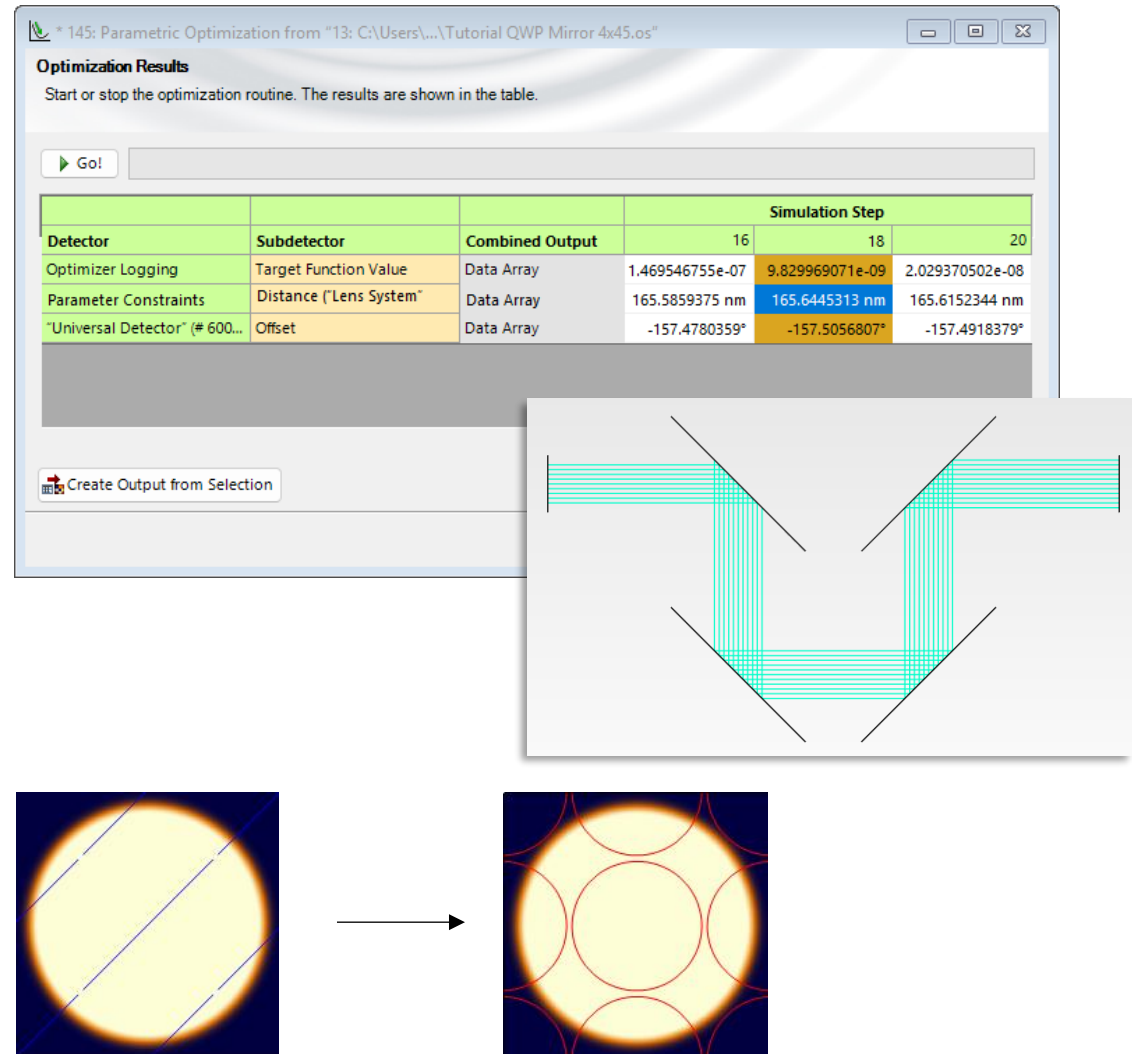 * 145: Parametric Optimization from "13: C:\Users\...\Tutorial QWP Mirror 4x45.os"
Optimization Results
Start or stop the optimization routine. The results are shown in the table.
Go!
Simulation Step
Detector Subdetector Combined Output 16 18 20
Optimizer Logging Target Function Value Data Array 1.469546755e-07 9.829969071e-09 2.029370502e-08
Parameter Constraints Distance ("Lens System" Data Array 165.5859375 nm 165.6445313 nm 165.6152344 nm
"Universal Detector" (# 600... Offset Data Array -157.4780359° -157.5056807° -157.4918379°
Create Output from Selection